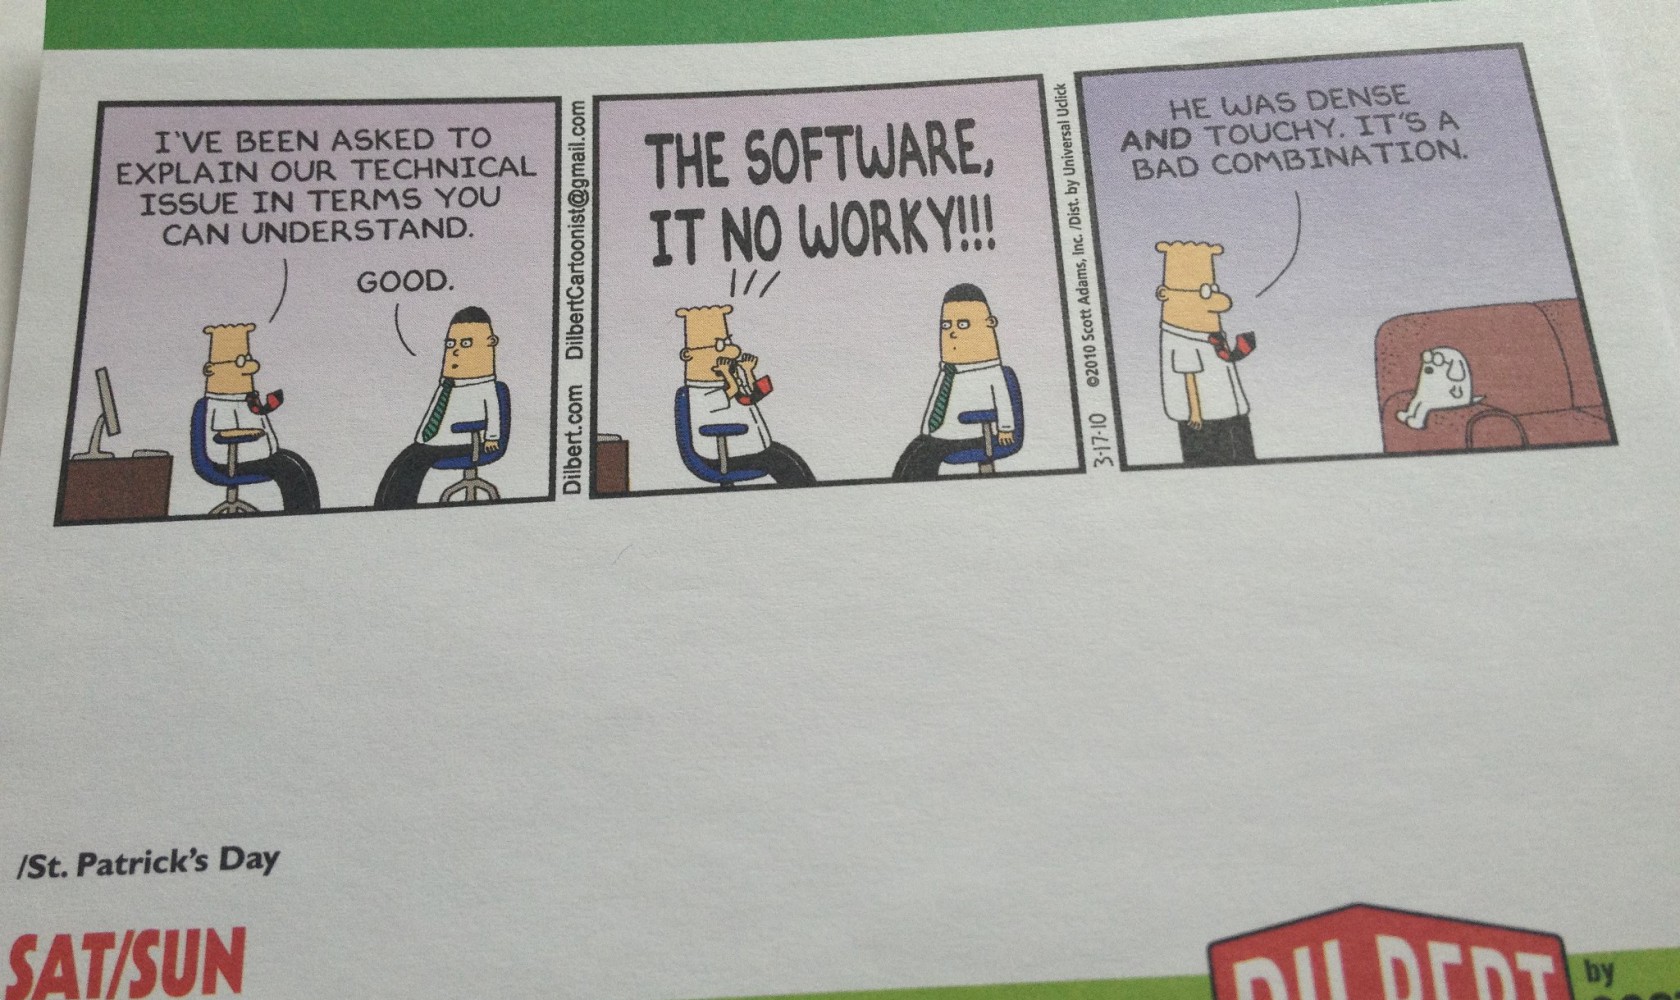 I'VE BEEN ASKED TO
EXPLAIN OUR TECHNICAL
ISSUE IN TERMS YOU
CAN UNDERSTAND.
GOOD.
Dilbert.com DilbertCartoonist@gmail.com
THE SOFTWARE,
IT NO WORKY!!!
3-17-10 ©2010 Scott Adams, Inc. /Dist. by Universal Uclick
HE WAS DENSE
AND TOUCHY. IT'S A
BAD COMBINATION.
/St. Patrick's Day
SAT/SUN
DILBERT
by